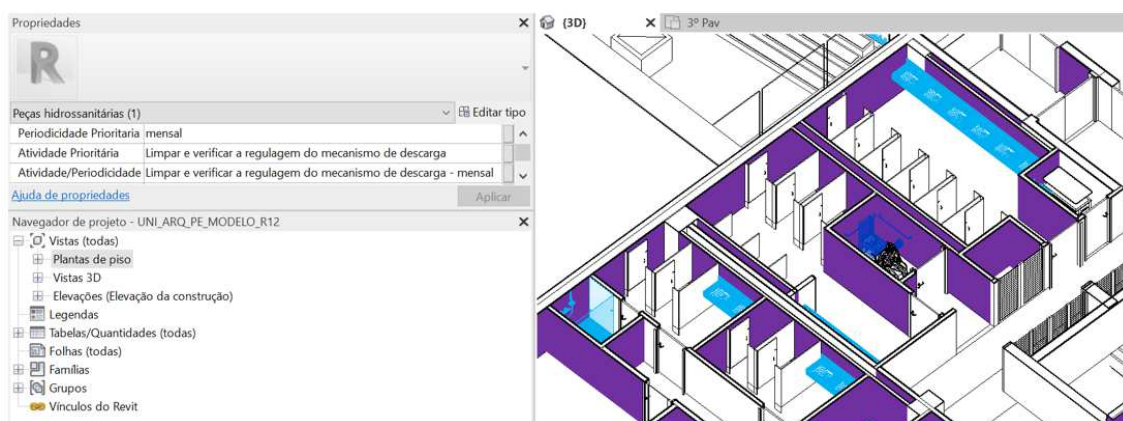 Propriedades
Peças hidrossanitárias (1)
Editar tipo
Periodicidade Prioritaria mensal
Atividade Prioritária Limpar e verificar a regulagem do mecanismo de descarga
Atividade/Periodicidade Limpar e verificar a regulagem do mecanismo de descarga - mensal
Ajuda de propriedades
Aplicar
Navegador de projeto - UNI_ARQ_PE_MODELO_R12
Vistas (todas)
Plantas de piso
Vistas 3D
Elevações (Elevação da construção)
Legendas
Tabelas/Quantidades (todas)
Folhas (todas)
Famílias
Grupos
Vínculos do Revit
{3D}
3º Pav